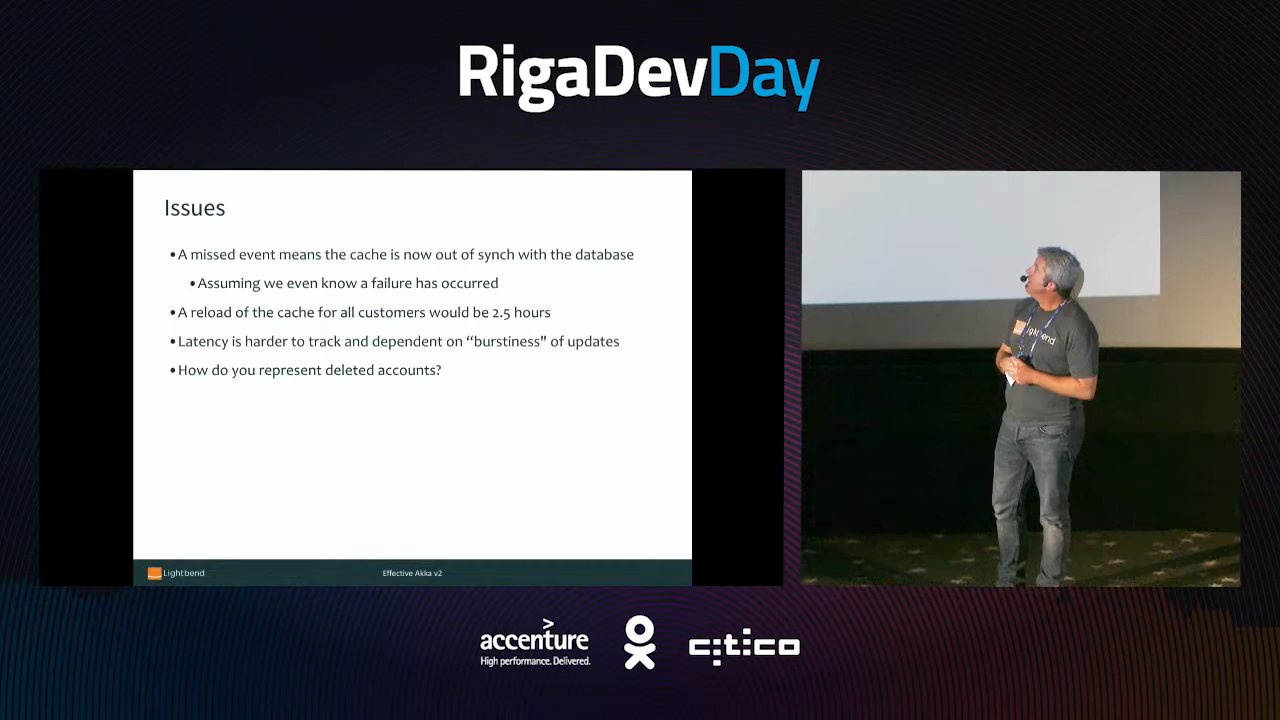 RigaDevDay
Issues
•A missed event means the cache is now out of synch with the database
•Assuming we even know a failure has occurred
•A reload of the cache for all customers would be 2.5 hours
•Latency is harder to track and dependent on “burstiness” of updates
•How do you represent deleted accounts?
Lightbend
Effective Akka v2
Lightbend
accenture
High performance. Delivered.
citico